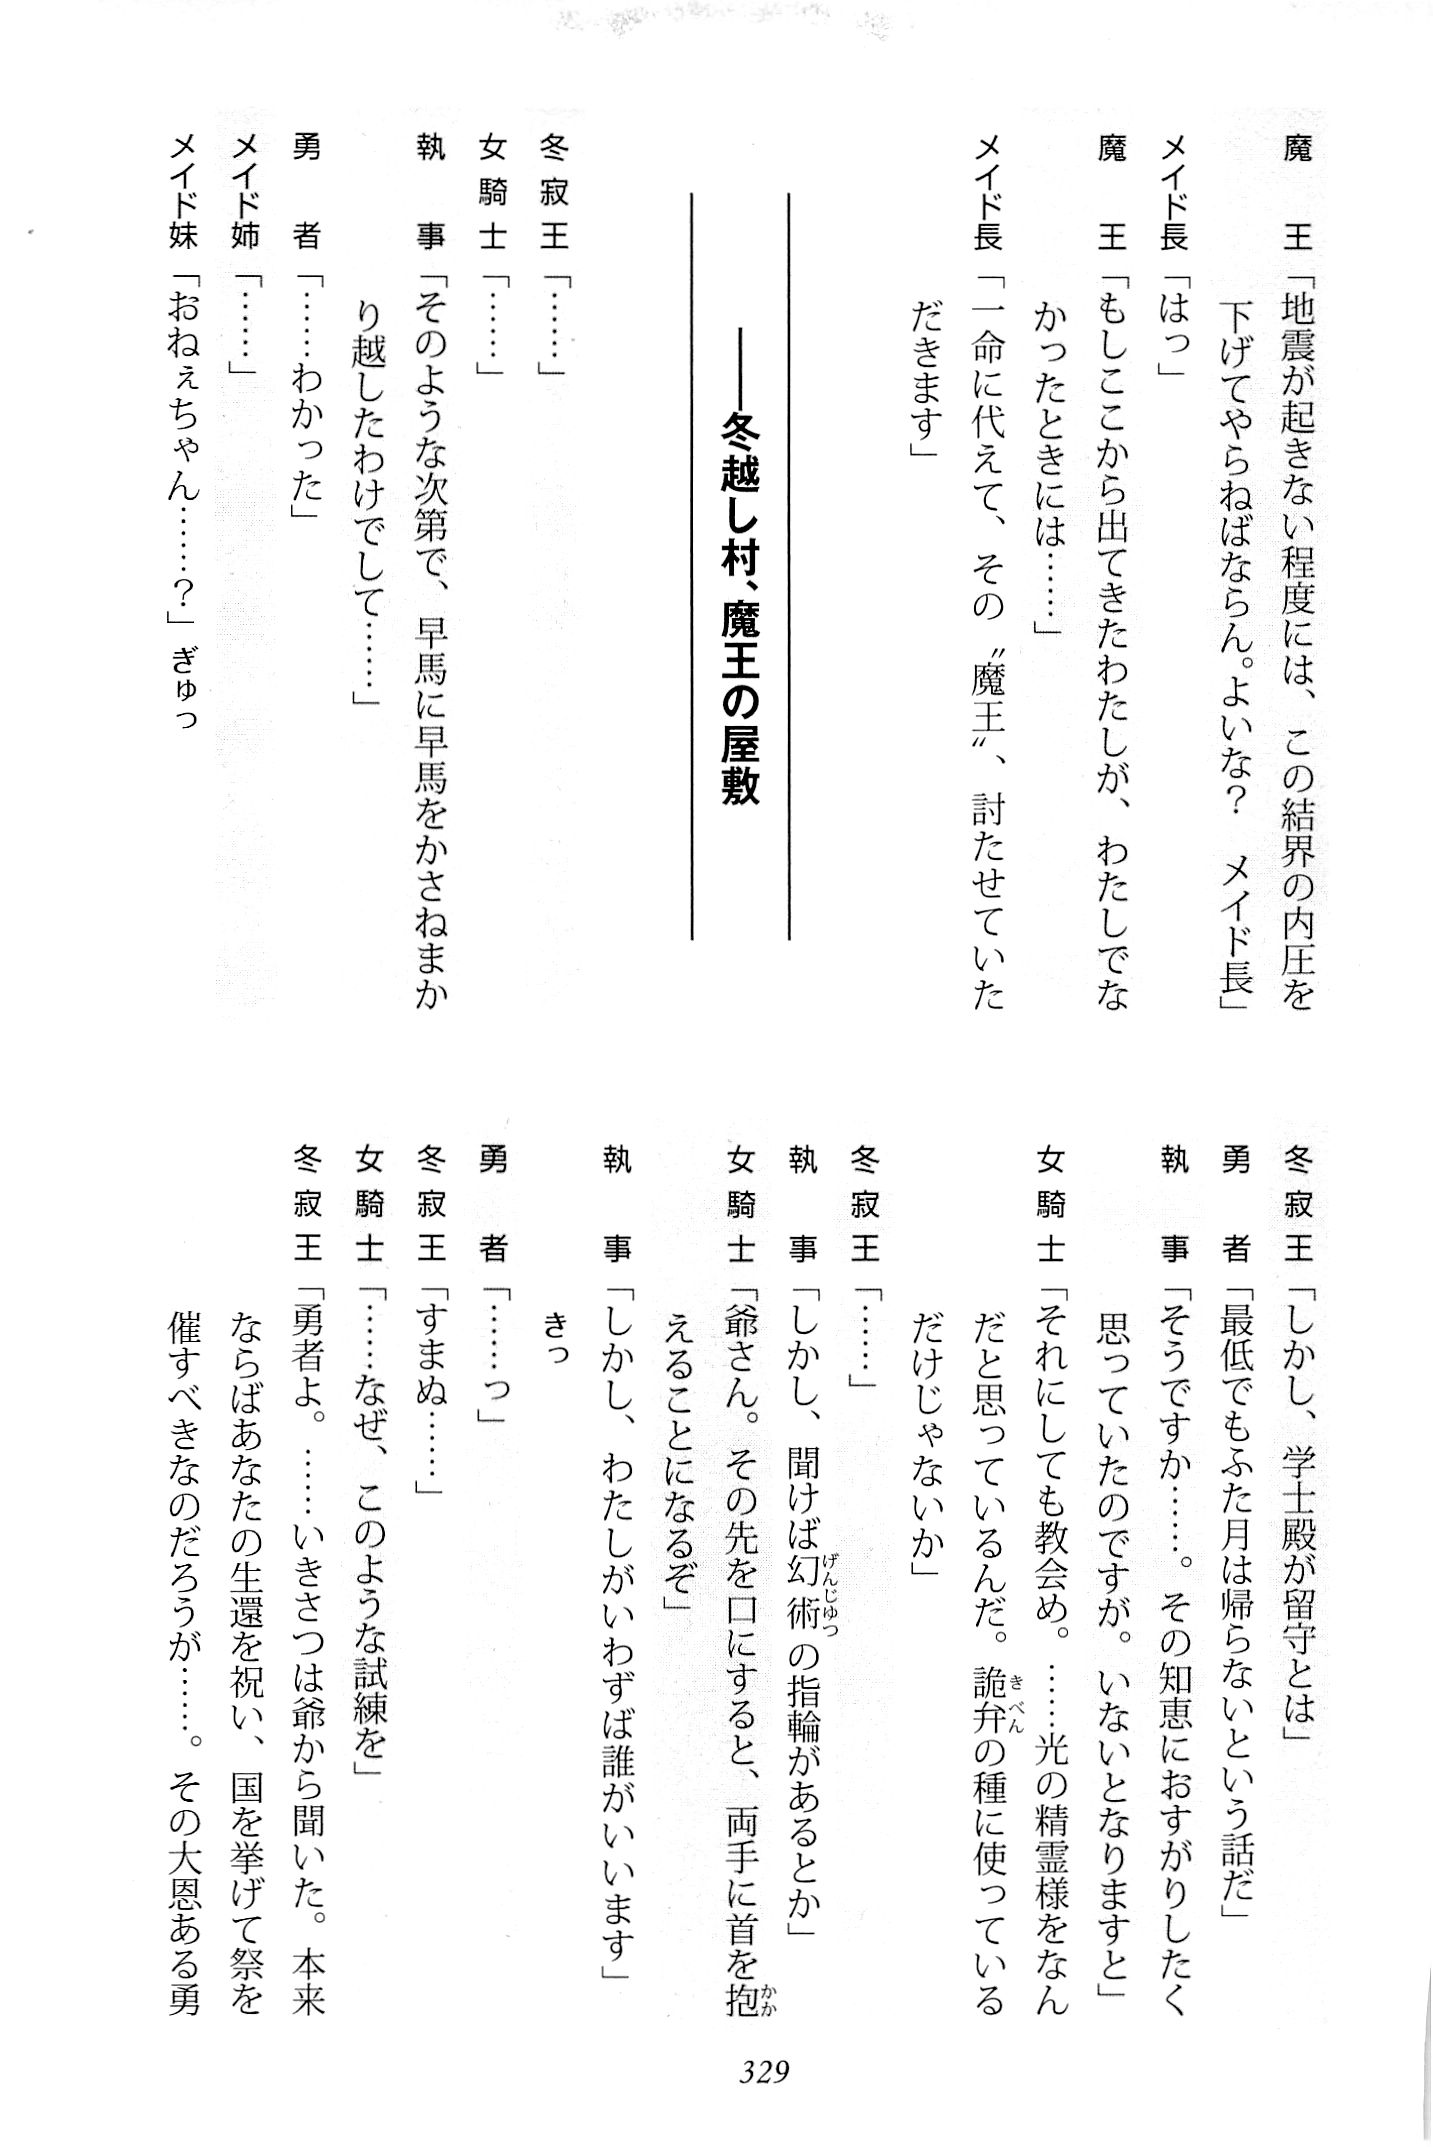 魔王「地震が起きない程度には、この結界の内圧を
下げてやらねばならん。よいな?　メイド長」
メイド長「はっ」
魔王「もしここから出てきたわたしが、わたしでな
かったときには……」
メイド長「一命に代えて、その〝魔王〟、討たせていた
だきます」
――冬越し村、魔王の屋敷
冬寂王「……」
女騎士「……」
執事「そのような次第で、早馬に早馬をかさねまか
り越したわけでして……」
勇者「……わかった」
メイド姉「……」
メイド妹「おねぇちゃん……?」ぎゅっ
冬寂王「しかし、学士殿が留守とは」
勇者「最低でもふた月は帰らないという話だ」
執事「そうですか……。その知恵におすがりしたく
思っていたのですが。いないとなりますと」
女騎士「それにしても教会め。……光の精霊様をなん
だと思っているんだ。詭弁の種に使っている
だけじゃないか」
冬寂王「……」
執事「しかし、聞けば幻術の指輪があるとか」
女騎士「爺さん。その先を口にすると、両手に首を抱
えることになるぞ」
執事「しかし、わたしがいわずば誰がいいます」
きっ
勇者「……っ」
冬寂王「すまぬ……」
女騎士「……なぜ、このような試練を」
冬寂王「勇者よ。……いきさつは爺から聞いた。本来
ならばあなたの生還を祝い、国を挙げて祭を
催すべきなのだろうが……。その大恩ある勇
329